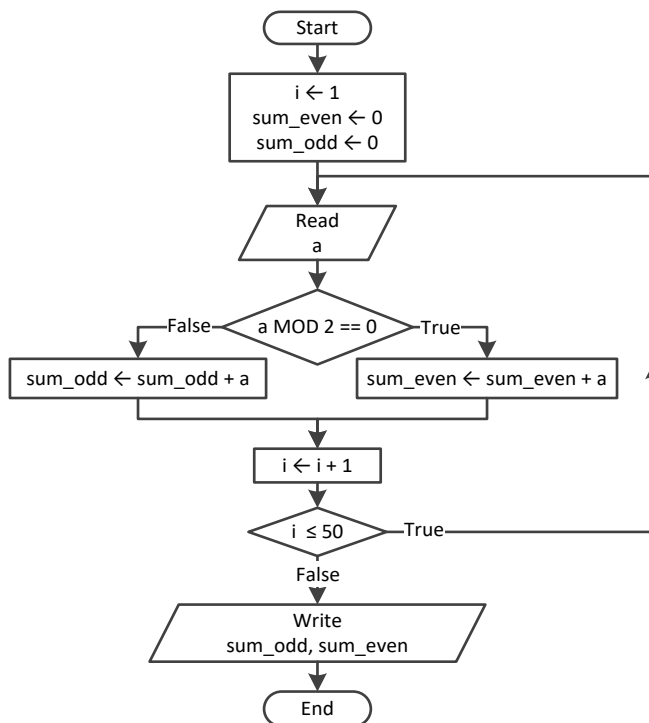 Start
i ← 1
sum_even ← 0
sum_odd ← 0
Read
a
a MOD 2 == 0
False
True
sum_odd ← sum_odd + a
sum_even ← sum_even + a
i ← i + 1
i ≤ 50
True
False
Write
sum_odd, sum_even
End